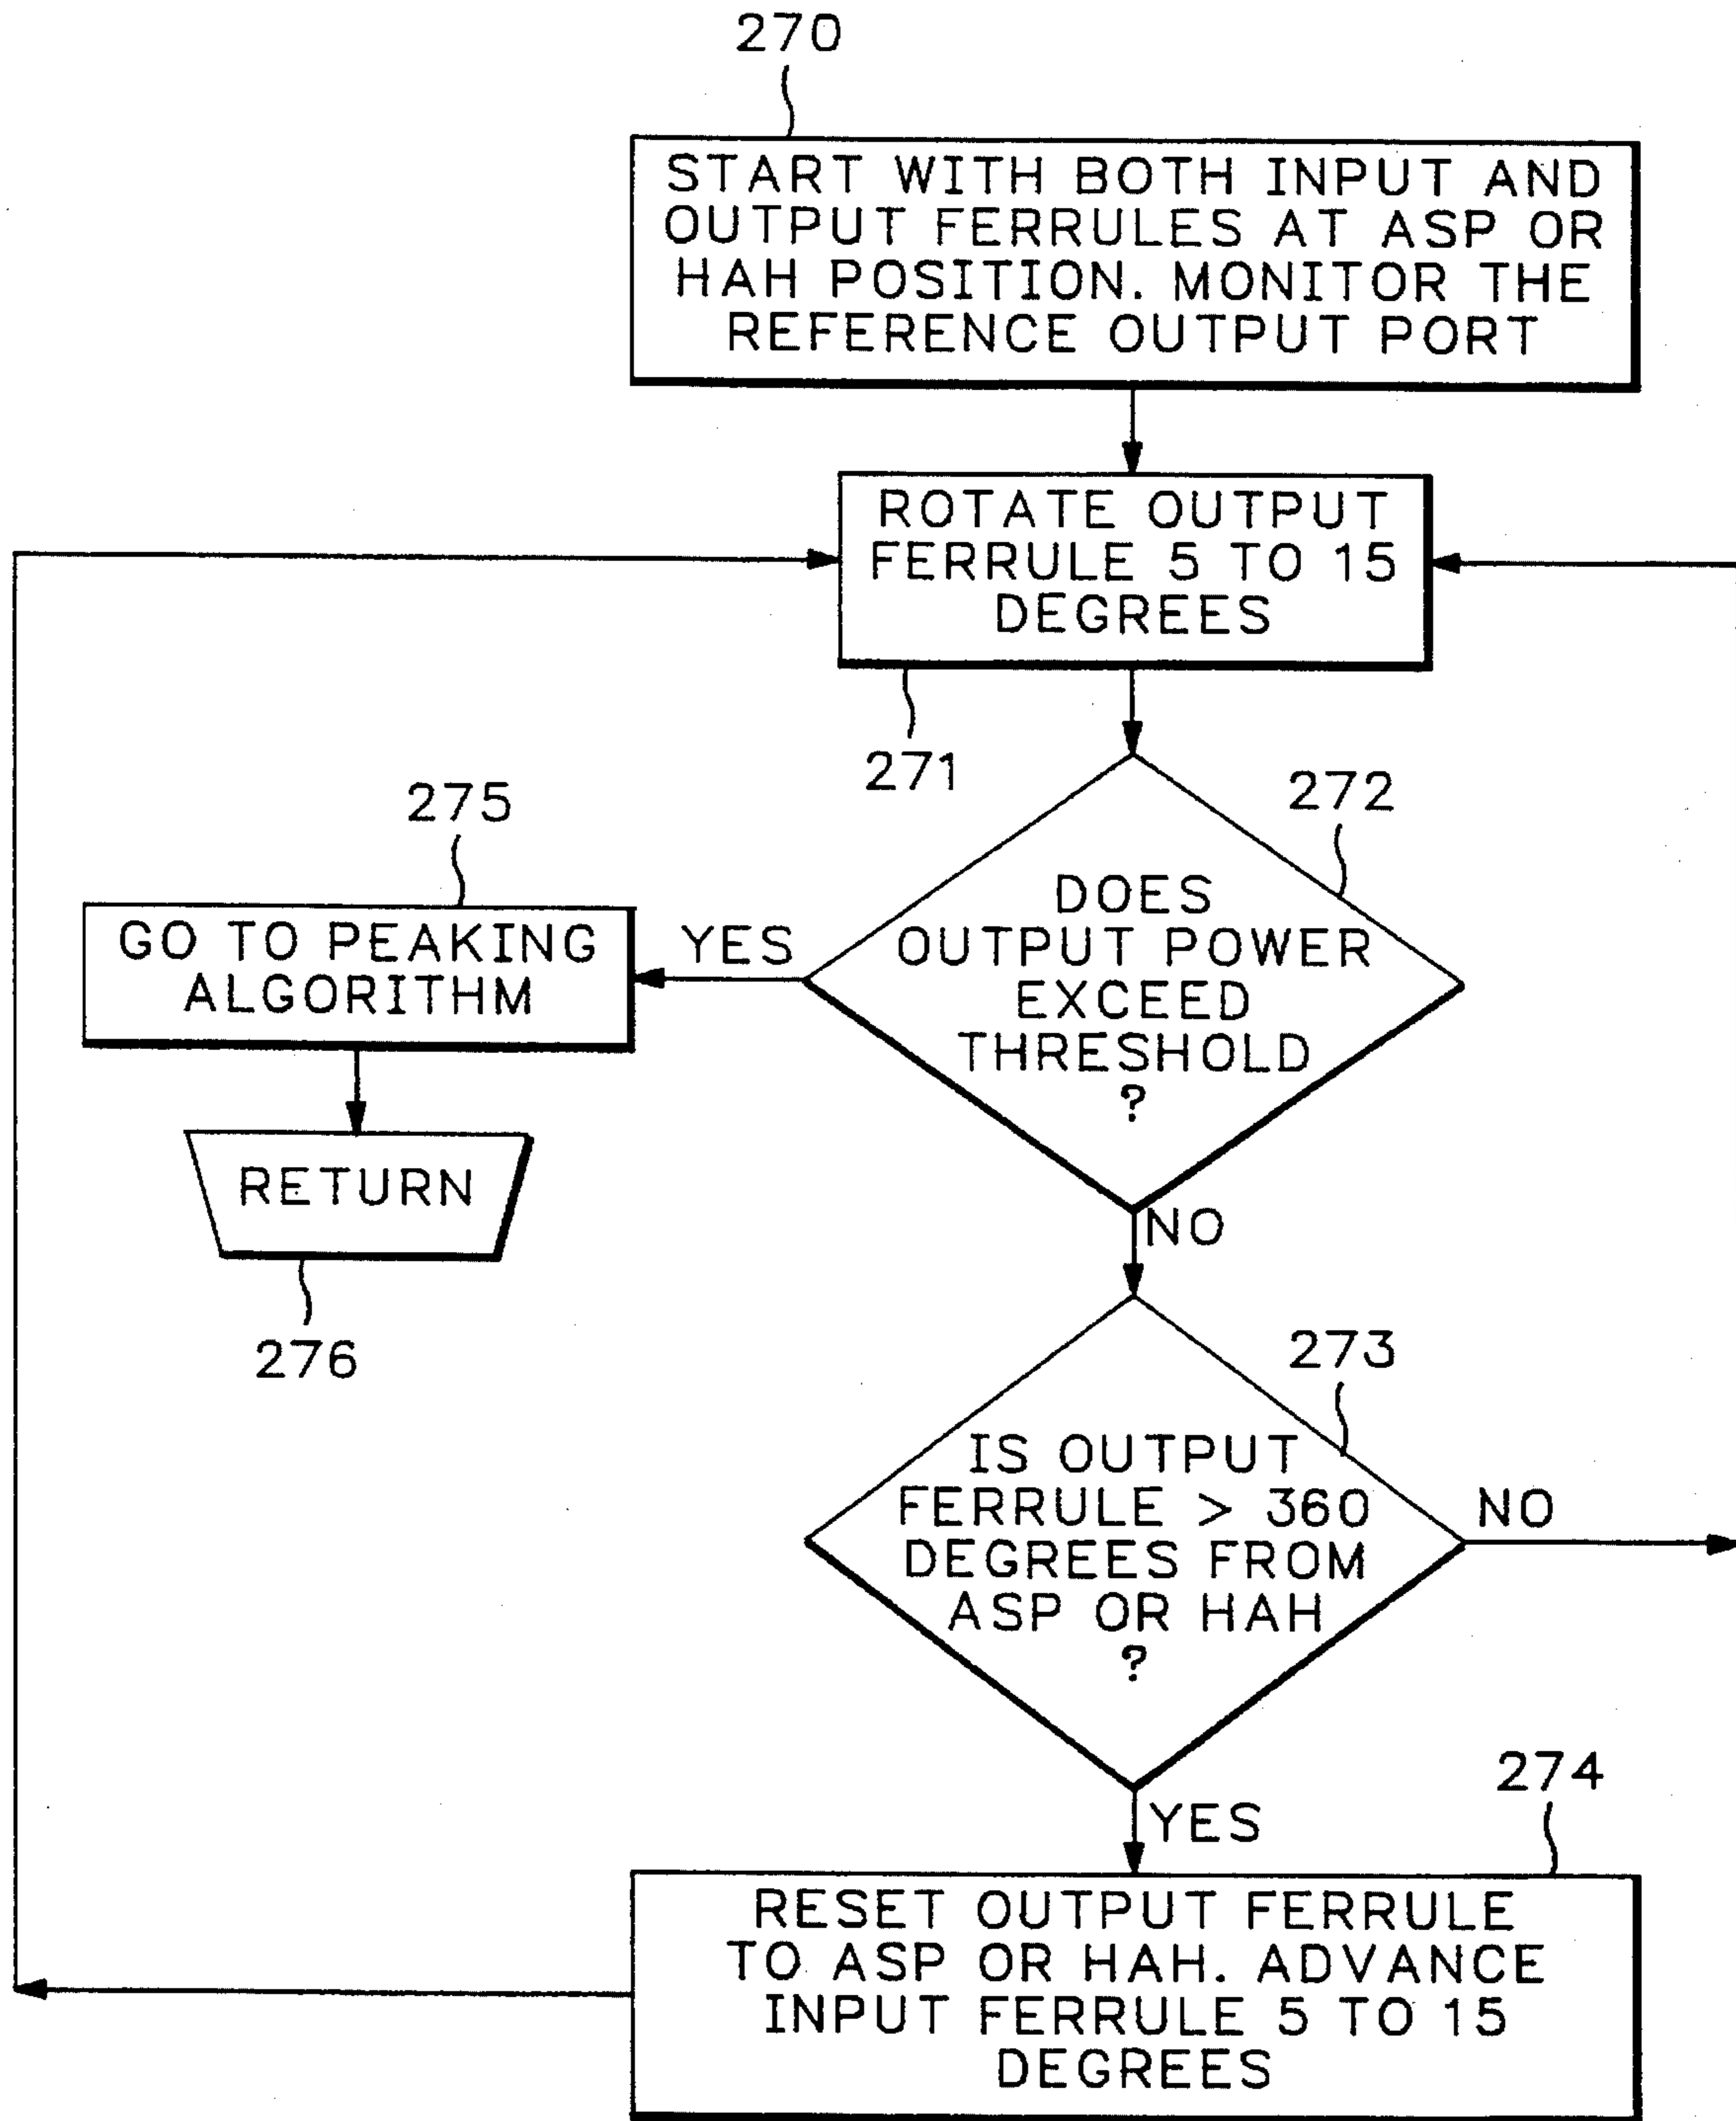 270
START WITH BOTH INPUT AND
OUTPUT FERRULES AT ASP OR
HAH POSITION. MONITOR THE
REFERENCE OUTPUT PORT
ROTATE OUTPUT
FERRULE 5 TO 15
DEGREES
271
272
DOES
OUTPUT POWER
EXCEED
THRESHOLD
?
YES
275
GO TO PEAKING
ALGORITHM
RETURN
276
NO
273
IS OUTPUT
FERRULE > 360
DEGREES FROM
ASP OR HAH
?
NO
YES
274
RESET OUTPUT FERRULE
TO ASP OR HAH. ADVANCE
INPUT FERRULE 5 TO 15
DEGREES